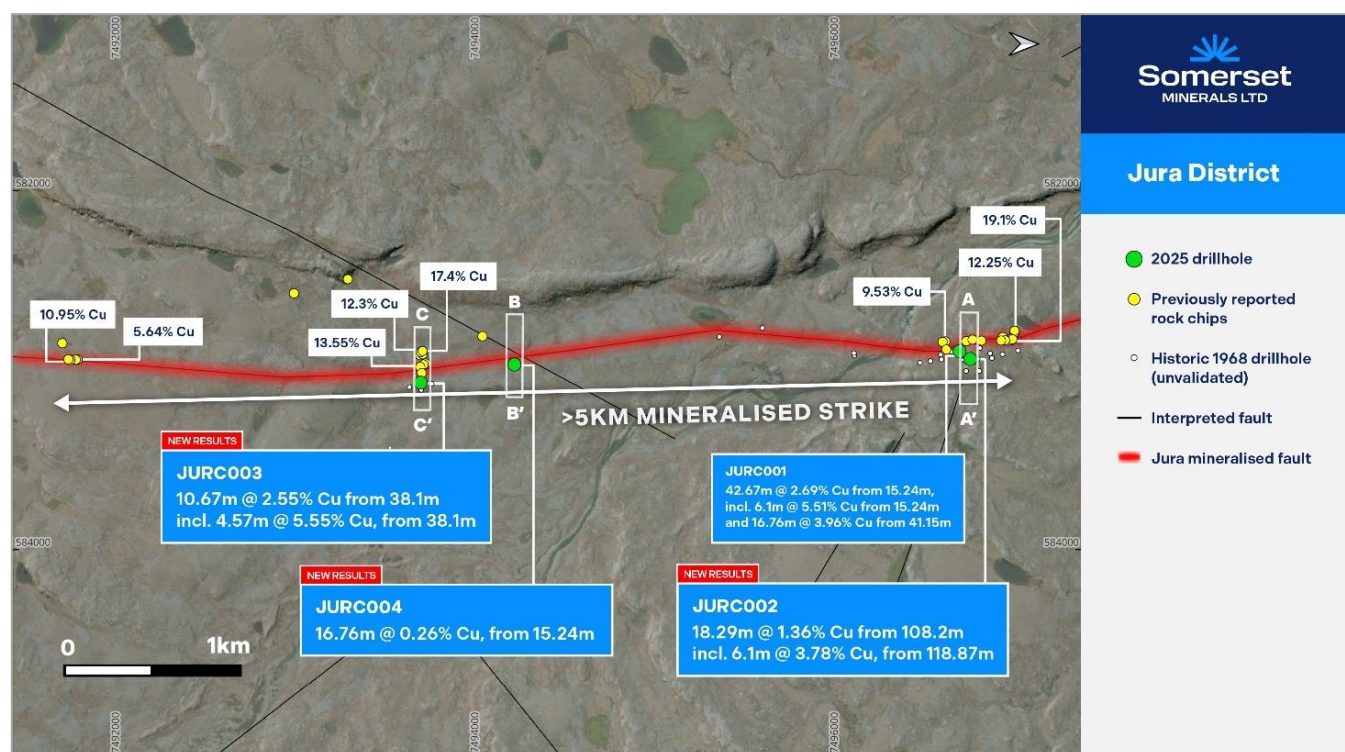 7492000
7494000
7496000
Somerset
MINERALS LTD
Jura District
582000
582000
19.1% Cu
12.25% Cu
9.53% Cu
A
17.4% Cu
12.3% Cu
C
B
10.95% Cu
5.64% Cu
13.55% Cu
2025 drillhole
Previously reported
rock chips
Historic 1968 drillhole
(unvalidated)
Interpreted fault
Jura mineralised fault
C'
B'
A'
>5KM MINERALISED STRIKE
NEW RESULTS
JURC003
10.67m @ 2.55% Cu from 38.1m
incl. 4.57m @ 5.55% Cu, from 38.1m
JURC001
42.67m @ 2.69% Cu from 15.24m,
incl. 6.1m @ 5.51% Cu from 15.24m
and 16.76m @ 3.96% Cu from 41.15m
584000
584000
NEW RESULTS
JURC004
16.76m @ 0.26% Cu, from 15.24m
NEW RESULTS
JURC002
18.29m @ 1.36% Cu from 108.2m
incl. 6.1m @ 3.78% Cu, from 118.87m
0
1km
7492000
7494000
7496000